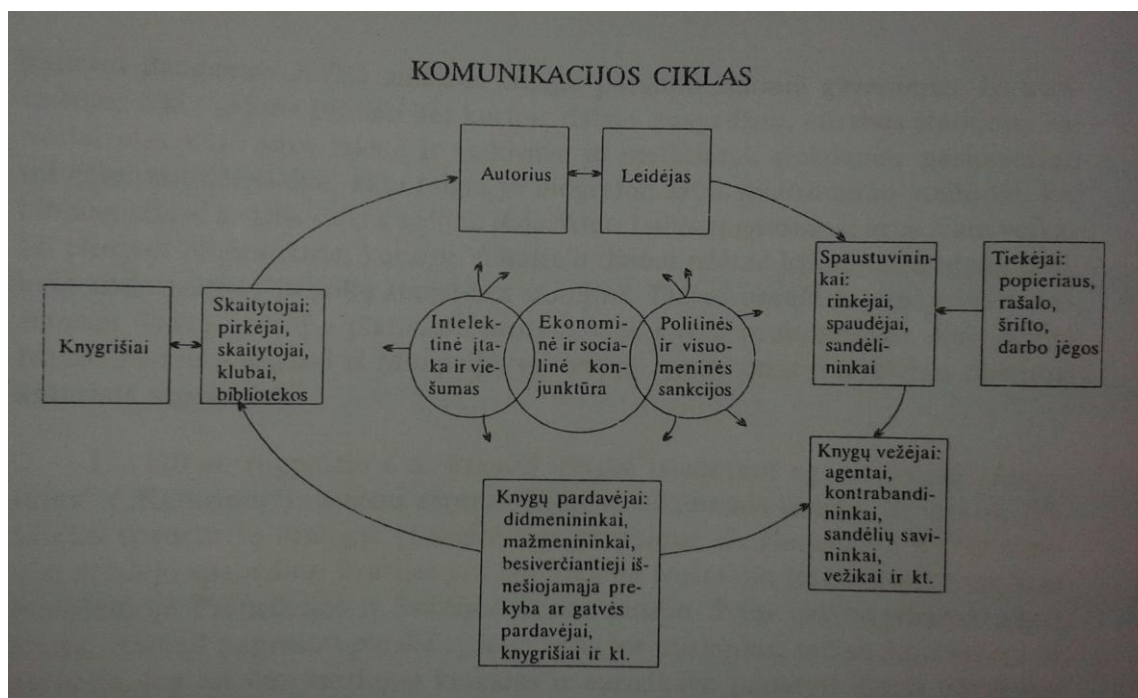 KOMUNIKACIJOS CIKLAS
Autorius
Leidėjas
Spaustuvinin-
kai:
rinkėjai,
spaudėjai,
sandėli-
ninkai
Tiekėjai:
popieriaus,
rašalo,
šrifto,
darbo jėgos
Knygrišiai
Skaitytojai:
pirkėjai,
skaitytojai,
klubai,
bibliotekos
Intelek-
tinė įta-
ka ir vie-
šumas
Ekonomi-
nė ir socia-
linė kon-
junktūra
Politinės
ir visuo-
meninės
sankcijos
Knygų vežėjai:
agentai,
kontrabandi-
ninkai,
sandėlių savi-
ninkai,
vežikai ir kt.
Knygų pardavėjai:
didmenininkai,
mažmenininkai,
besiverčiantieji iš-
nešiojamąja pre-
kyba ar gatvės
pardavėjai,
knygrišiai ir kt.